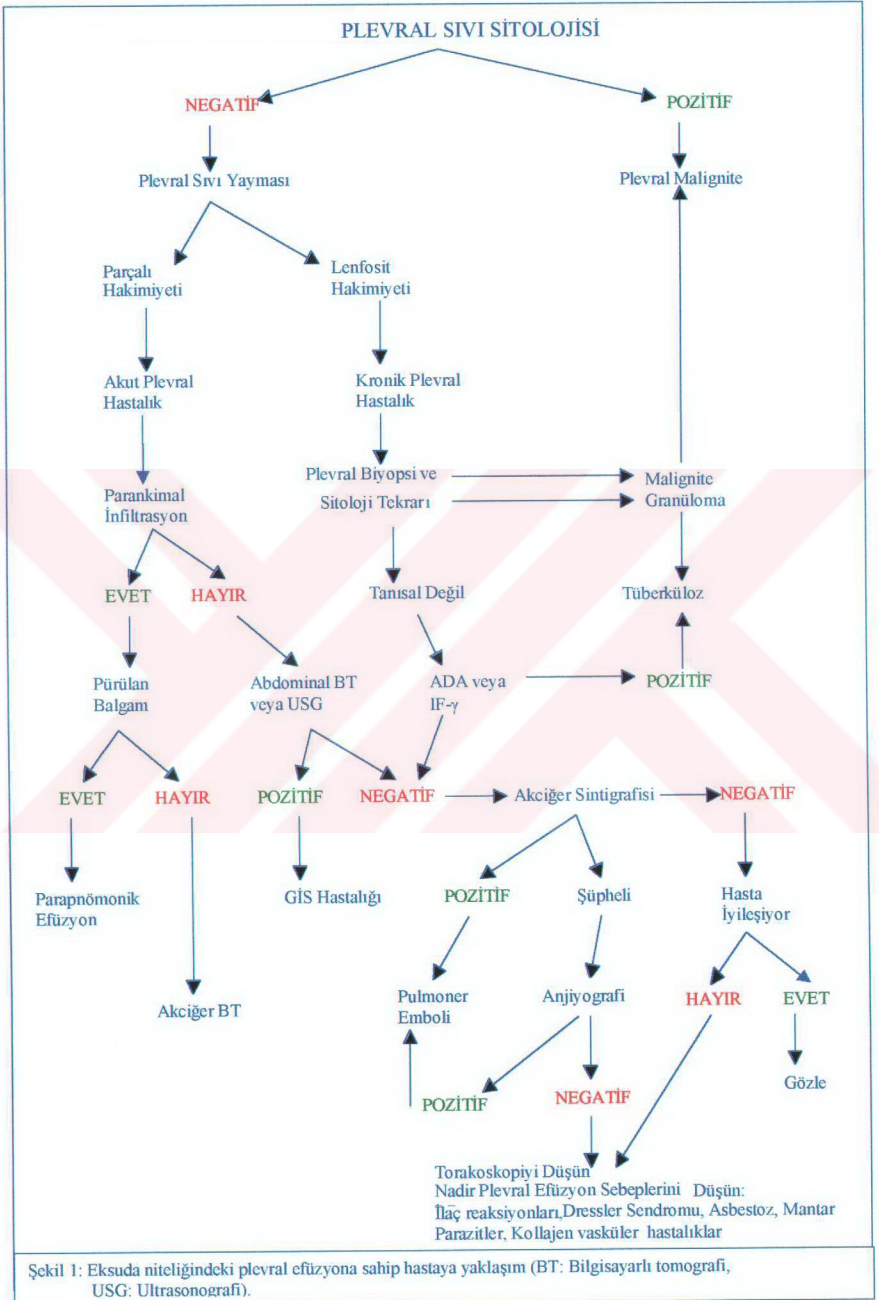 PLEVRAL SIVI SİTOLOJİSİ
NEGATİF
POZİTİF
Plevral Sıvı Yayması
Plevral Malignite
Parçalı
Hakimiyeti
Lenfosit
Hakimiyeti
Akut Plevral
Hastalık
Kronik Plevral
Hastalık
Parankimal
İnfiltrasyon
Plevral Biyopsi ve
Sitoloji Tekrarı
Malignite
Granüloma
EVET
HAYIR
Tanısal Değil
Tüberküloz
Pürülan
Balgam
Abdominal BT
veya USG
ADA veya
IF-γ
POZİTİF
EVET
HAYIR
POZİTİF
NEGATİF
Akciğer Sintigrafisi
NEGATİF
Parapnömonik
Efüzyon
GİS Hastalığı
POZİTİF
Şüpheli
Hasta
İyileşiyor
Akciğer BT
Pulmoner
Emboli
Anjiyografi
HAYIR
EVET
POZİTİF
NEGATİF
Gözle
Torakoskopiyi Düşün
Nadir Plevral Efüzyon Sebeplerini Düşün:
İlaç reaksiyonları,Dressler Sendromu, Asbestoz, Mantar
Parazitler, Kollajen vasküler hastalıklar
Şekil 1: Eksuda niteliğindeki plevral efüzyona sahip hastaya yaklaşım (BT: Bilgisayarlı tomografi,
USG: Ultrasonografi).